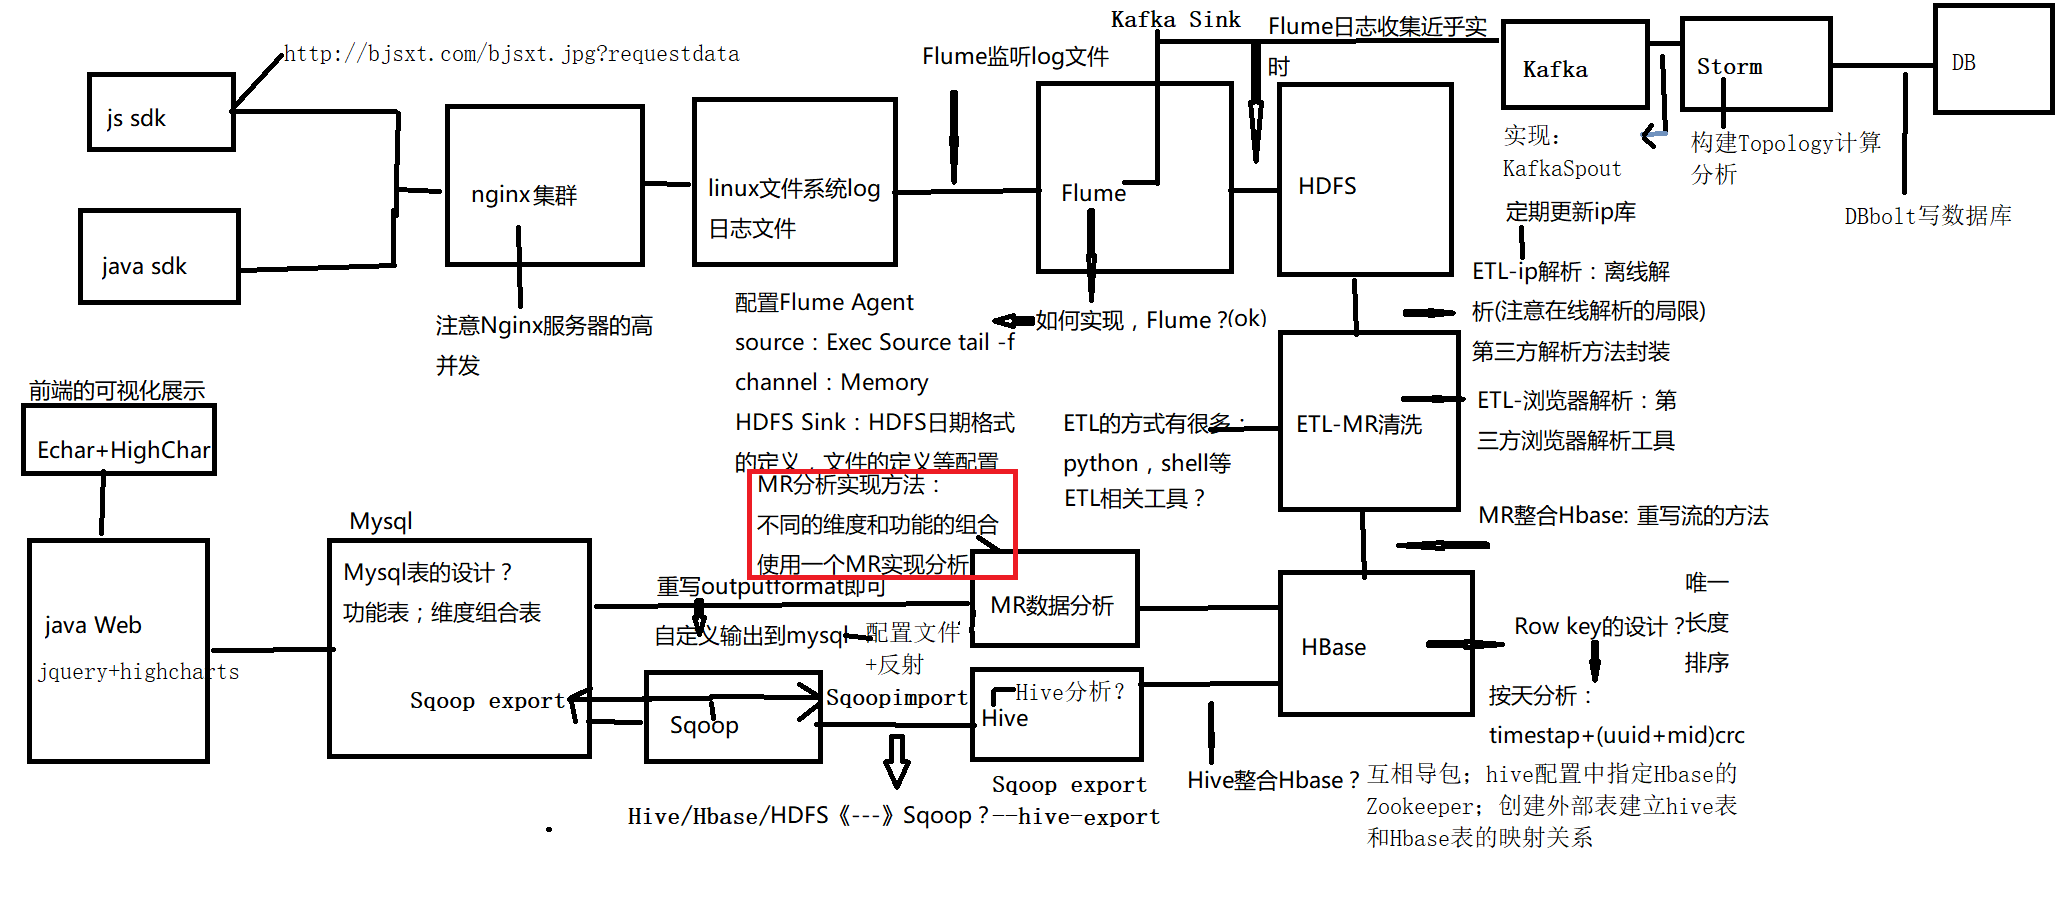 Kafka Sink
Flume日志收集近乎实
时
http://bjsxt.com/bjsxt.jpg?requestdata
Flume监听log文件
js sdk
java sdk
nginx集群
注意Nginx服务器的高
并发
linux文件系统log
日志文件
Flume
HDFS
Kafka
Storm
DB
实现：
KafkaSpout
构建Topology计算
分析
DBbolt写数据库
定期更新ip库
ETL-ip解析：离线解
析(注意在线解析的局限)
第三方解析方法封装
配置Flume Agent
source：Exec Source tail -f
channel：Memory
HDFS Sink：HDFS日期格式
的定义，文件的定义等配置
如何实现，Flume？(ok)
ETL的方式有很多：
python，shell等
ETL相关工具？
ETL-MR清洗
ETL-浏览器解析：第
三方浏览器解析工具
前端的可视化展示
Echar+HighChar
MR分析实现方法：
不同的维度和功能的组合
使用一个MR实现分析
MR整合Hbase: 重写流的方法
java Web
jquery+highcharts
Mysql
Mysql表的设计？
功能表；维度组合表
重写outputformat即可
自定义输出到mysql
配置文件
+反射
MR数据分析
HBase
Row key的设计？
唯一
长度
排序
按天分析：
timestap+(uuid+mid)crc
Sqoop export
Sqoop
Sqoopimport
Hive分析？
Hive
Sqoop export
Hive/Hbase/HDFS《---》Sqoop？--hive-export
Hive整合Hbase？
互相导包；hive配置中指定Hbase的
Zookeeper；创建外部表建立hive表
和Hbase表的映射关系